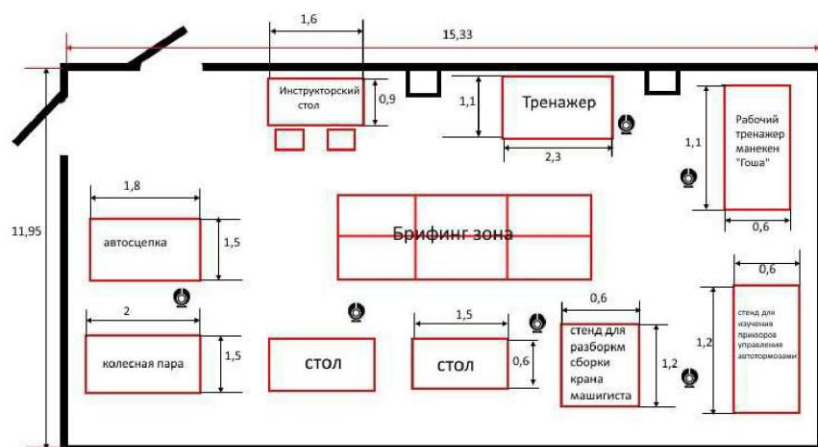 1,6
15,33
Инструкторский
стол
0,9
1,1
Тренажер
2,3
Рабочий
тренажер
манекен
"Гоша"
1,1
0,6
11,95
1,8
автосцепка
1,5
Брифинг зона
2
колесная пара
1,5
стол
1,5
стол
0,6
0,6
стенд для
разборкм
сборки
крана
машигиста
1,2
0,6
стенд для
изучения
приворов
управления
автотормозами
1,2